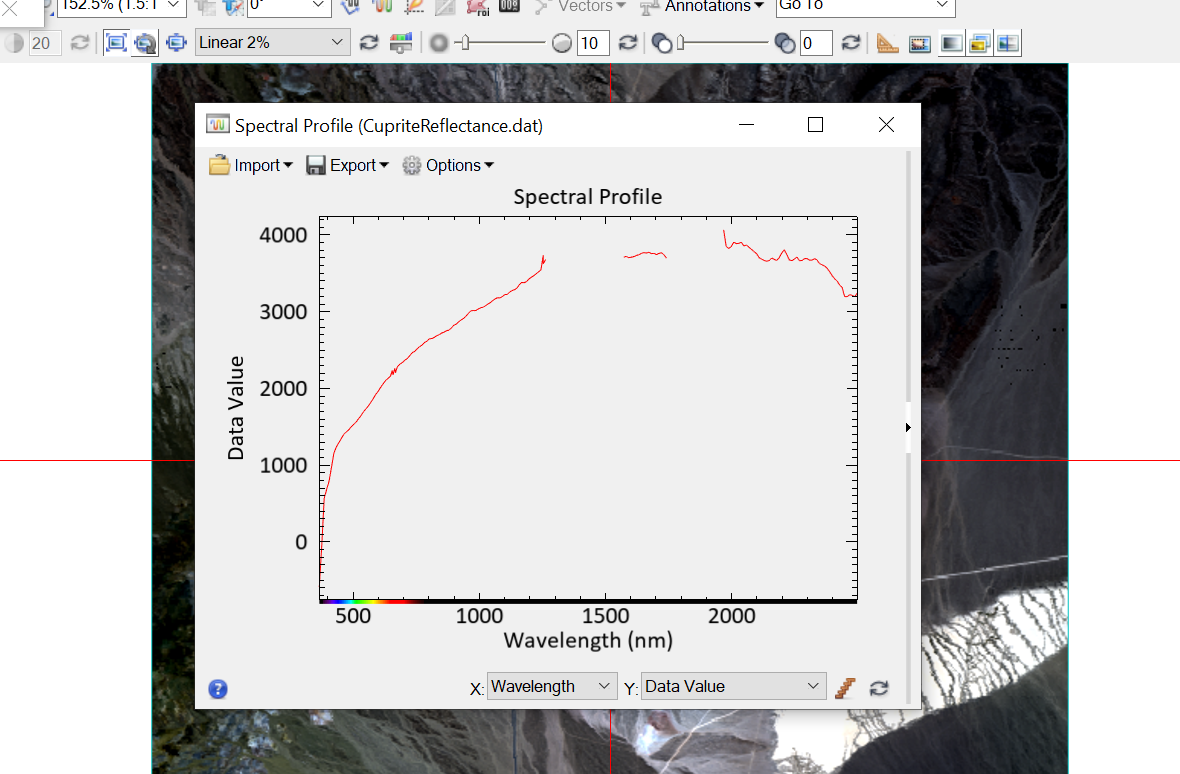 152.5% (1.5:1 0° roi Vectors Annotations Go To
20 Linear 2% 10 0
Spectral Profile (CupriteReflectance.dat)
Import Export Options
Spectral Profile
4000
3000
2000
1000
0
Data Value
500 1000 1500 2000
Wavelength (nm)
X: Wavelength Y: Data Value